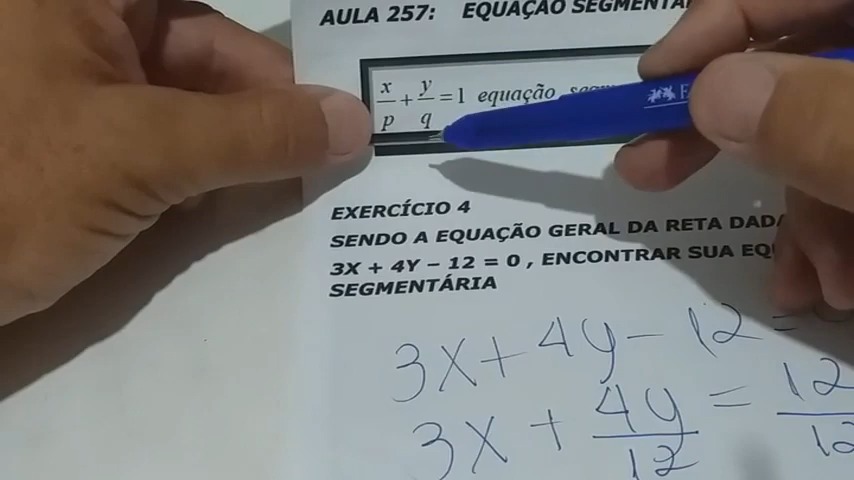 AULA 257: EQUAÇÃO
x/p + y/q = 1 equação
EXERCÍCIO 4
SENDO A EQUAÇÃO GERAL DA RETA
3X + 4Y – 12 = 0 , ENCONTRAR SUA
SEGMENTÁRIA
3x + 4y - 12 =
3x + 4y/12 = 12/12